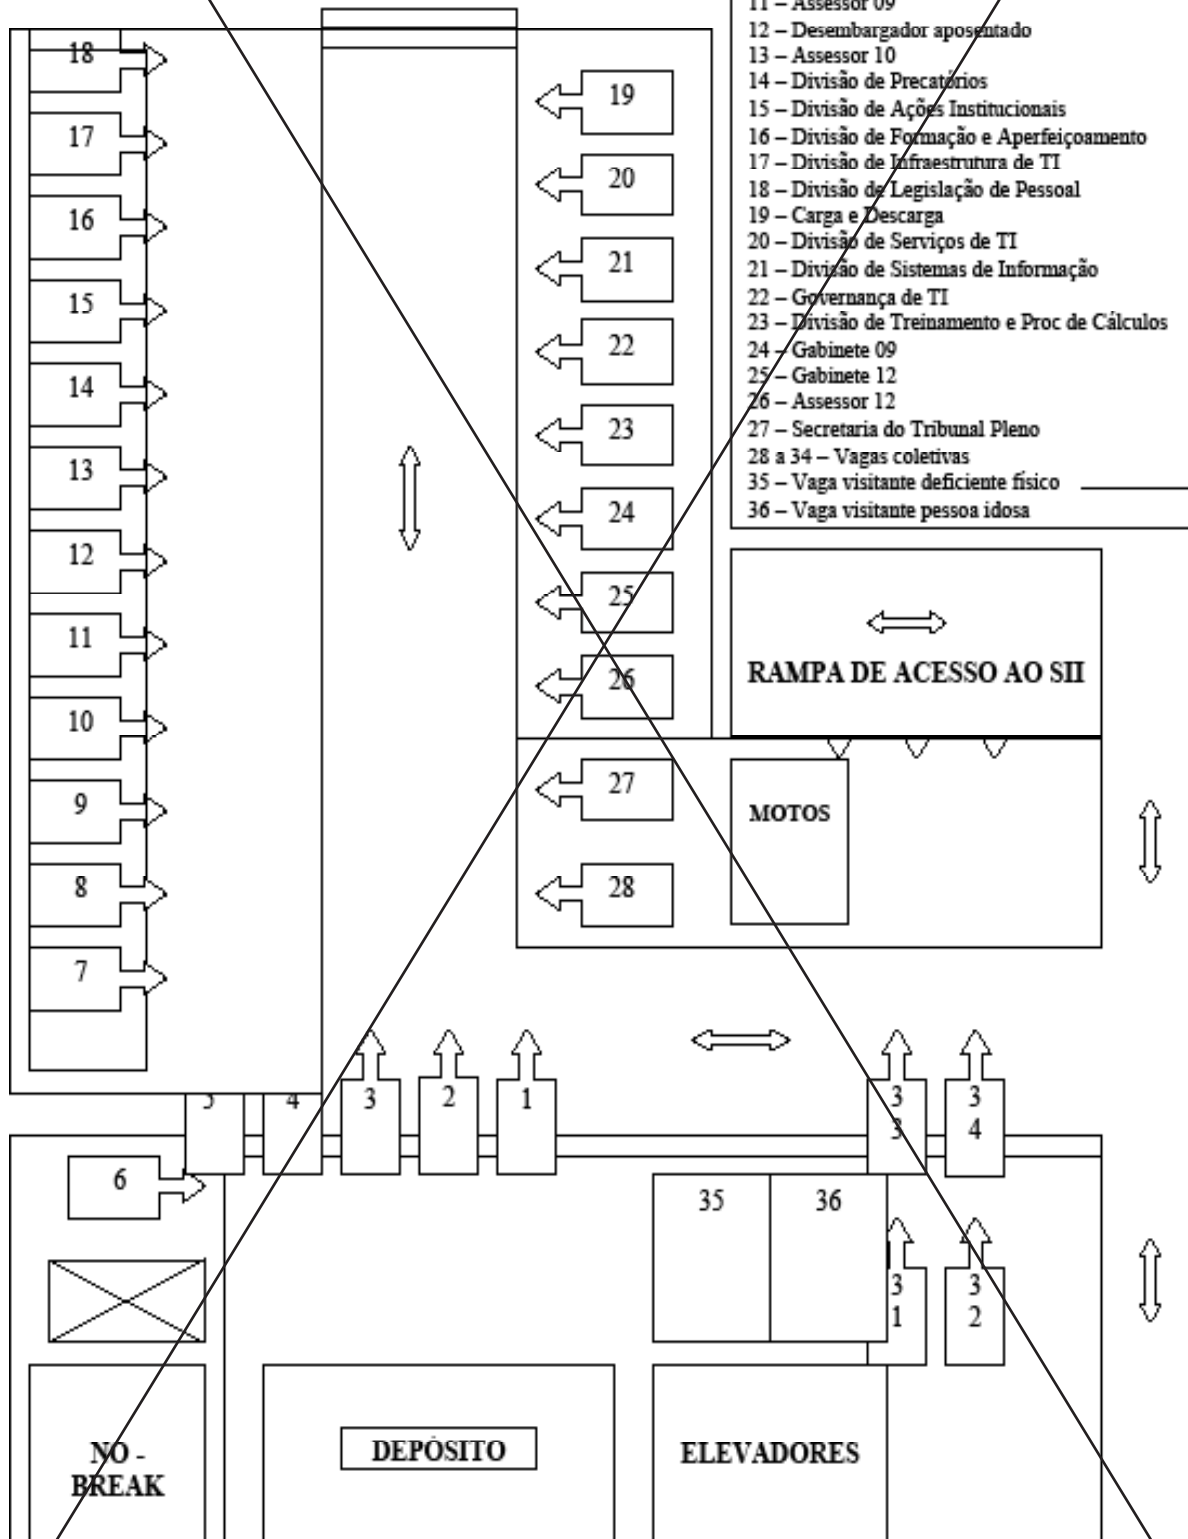 11 – Assessor 09
12 – Desembargador aposentado
13 – Assessor 10
14 – Divisão de Precatórios
15 – Divisão de Ações Institucionais
16 – Divisão de Formação e Aperfeiçoamento
17 – Divisão de Infraestrutura de TI
18 – Divisão de Legislação de Pessoal
19 – Carga e Descarga
20 – Divisão de Serviços de TI
21 – Divisão de Sistemas de Informação
22 – Governança de TI
23 – Divisão de Treinamento e Proc de Cálculos
24 – Gabinete 09
25 – Gabinete 12
26 – Assessor 12
27 – Secretaria do Tribunal Pleno
28 a 34 – Vagas coletivas
35 – Vaga visitante deficiente físico
36 – Vaga visitante pessoa idosa
18
17
16
15
14
13
12
11
10
9
8
7
19
20
21
22
23
24
25
26
27
28
RAMPA DE ACESSO AO SII
MOTOS
5
4
3
2
1
3
3
3
4
6
35
36
3
1
3
2
NO -
BREAK
DEPÓSITO
ELEVADORES